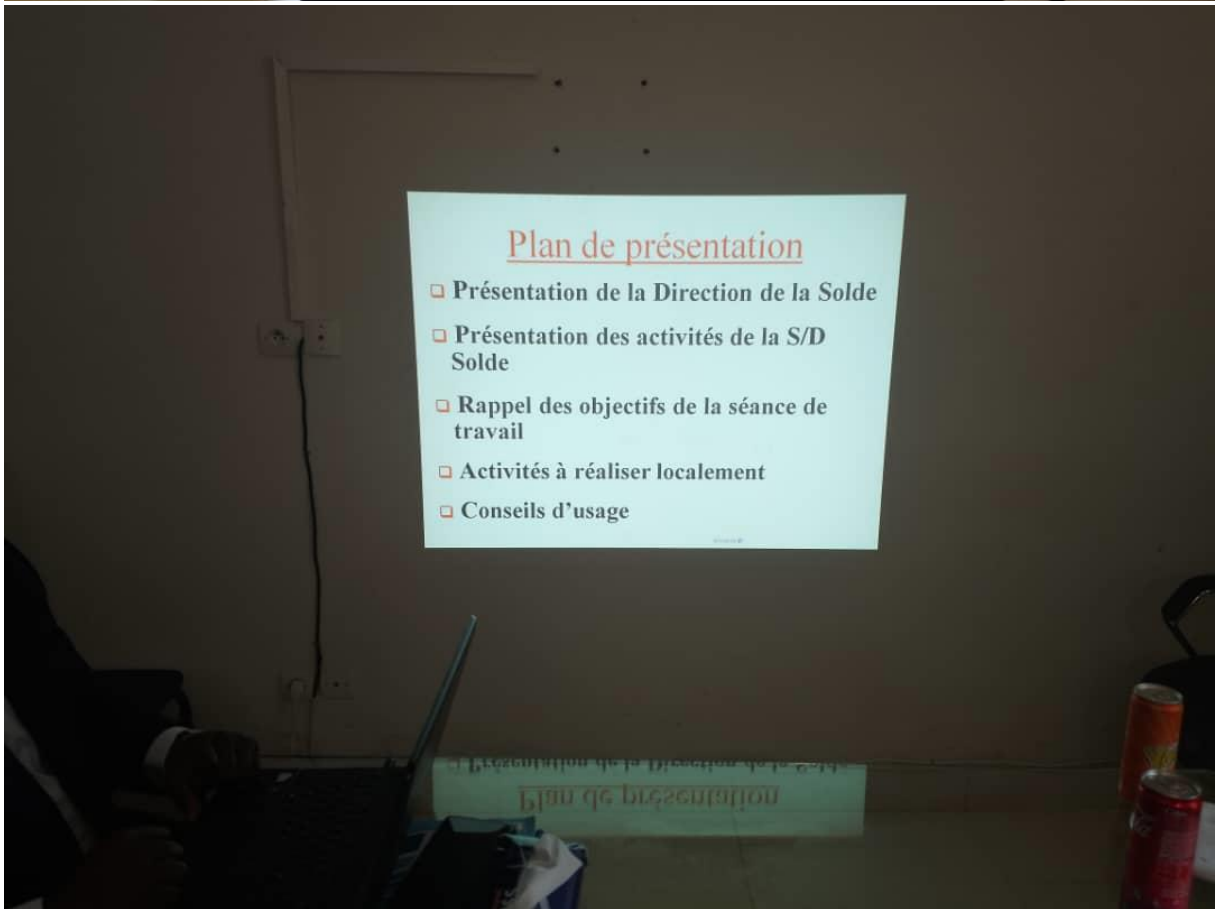 Plan de présentation
❑ Présentation de la Direction de la Solde
❑ Présentation des activités de la S/D
Solde
❑ Rappel des objectifs de la séance de
travail
❑ Activités à réaliser localement
❑ Conseils d'usage